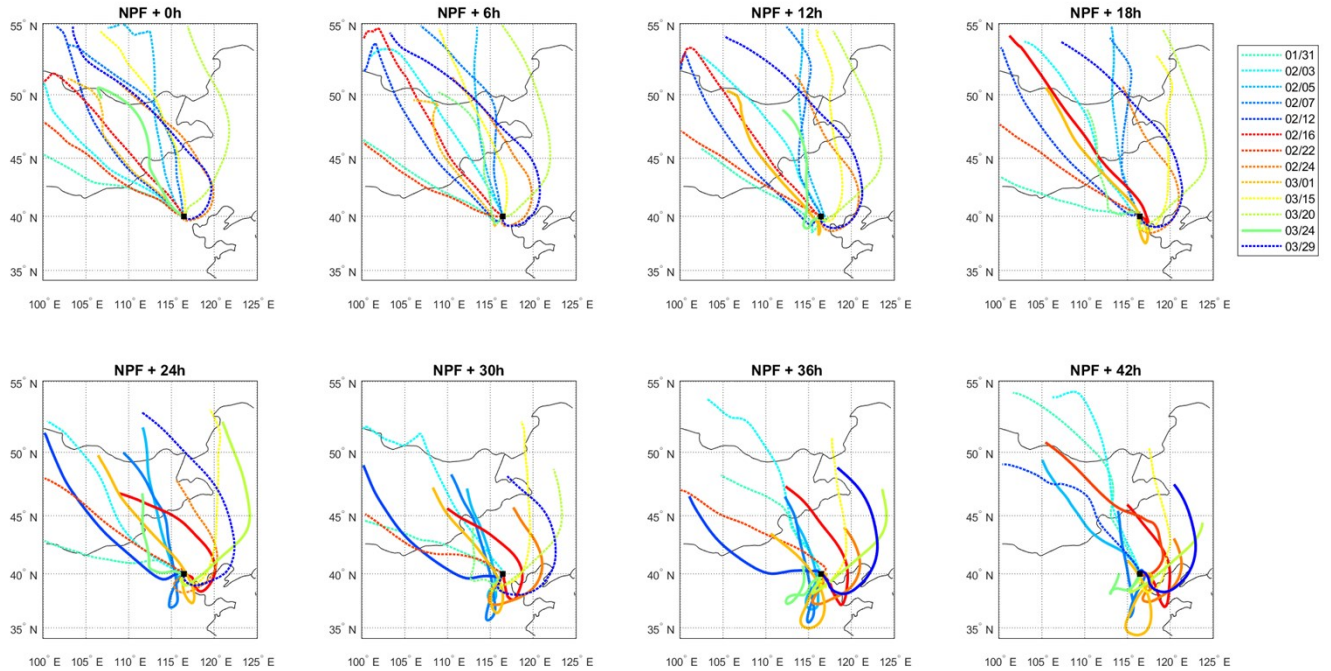 NPF + 0h
NPF + 6h
NPF + 12h
NPF + 18h
55° N
50° N
45° N
40° N
35° N
100° E
105° E
110° E
115° E
120° E
125° E
55° N
50° N
45° N
40° N
35° N
100° E
105° E
110° E
115° E
120° E
125° E
55° N
50° N
45° N
40° N
35° N
100° E
105° E
110° E
115° E
120° E
125° E
55° N
50° N
45° N
40° N
35° N
100° E
105° E
110° E
115° E
120° E
125° E
01/31
02/03
02/05
02/07
02/12
02/16
02/22
02/24
03/01
03/15
03/20
03/24
03/29
NPF + 24h
NPF + 30h
NPF + 36h
NPF + 42h
55° N
50° N
45° N
40° N
35° N
100° E
105° E
110° E
115° E
120° E
125° E
55° N
50° N
45° N
40° N
35° N
100° E
105° E
110° E
115° E
120° E
125° E
55° N
50° N
45° N
40° N
35° N
100° E
105° E
110° E
115° E
120° E
125° E
55° N
50° N
45° N
40° N
35° N
100° E
105° E
110° E
115° E
120° E
125° E